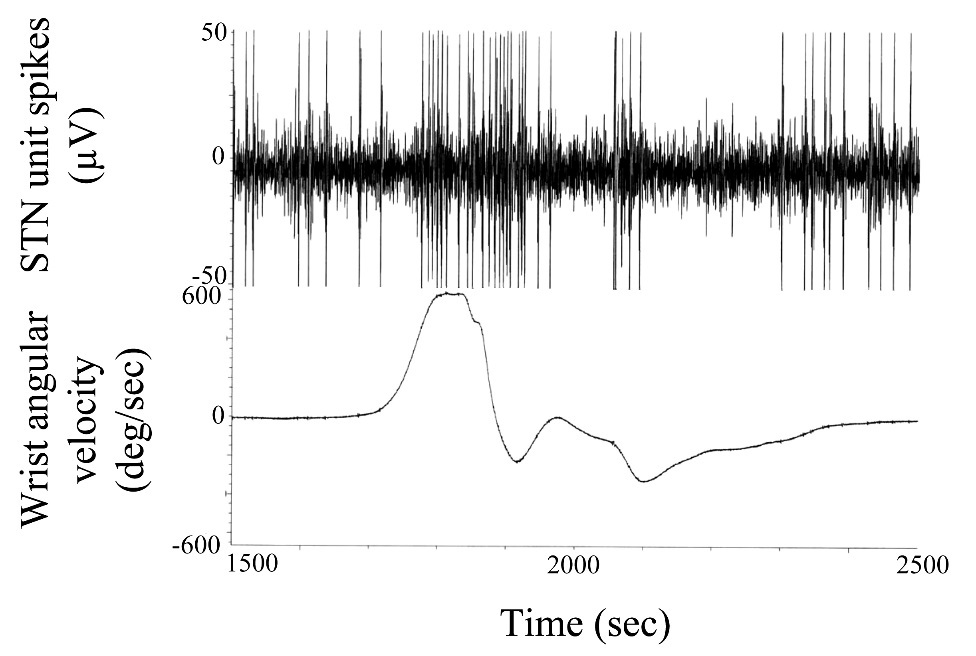 STN unit spikes
(μV)
50
0
-50
Wrist angular
velocity
(deg/sec)
600
0
-600
1500
2000
2500
Time (sec)